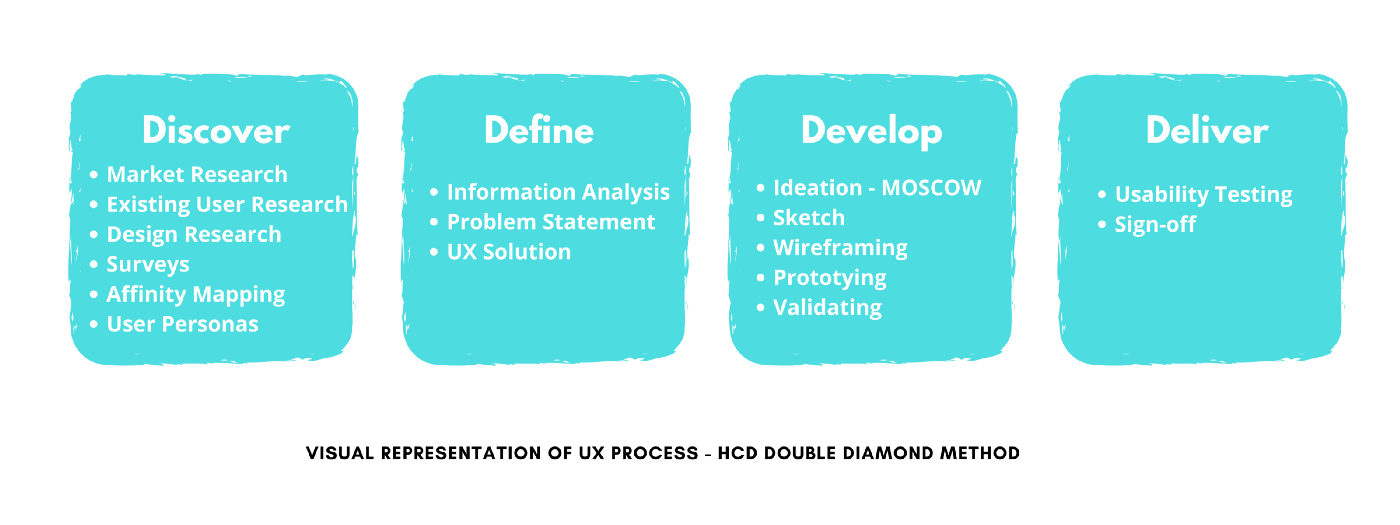 Discover
• Market Research
• Existing User Research
• Design Research
• Surveys
• Affinity Mapping
• User Personas
Define
• Information Analysis
• Problem Statement
• UX Solution
Develop
• Ideation - MOSCOW
• Sketch
• Wireframing
• Prototying
• Validating
Deliver
• Usability Testing
• Sign-off
VISUAL REPRESENTATION OF UX PROCESS - HCD DOUBLE DIAMOND METHOD